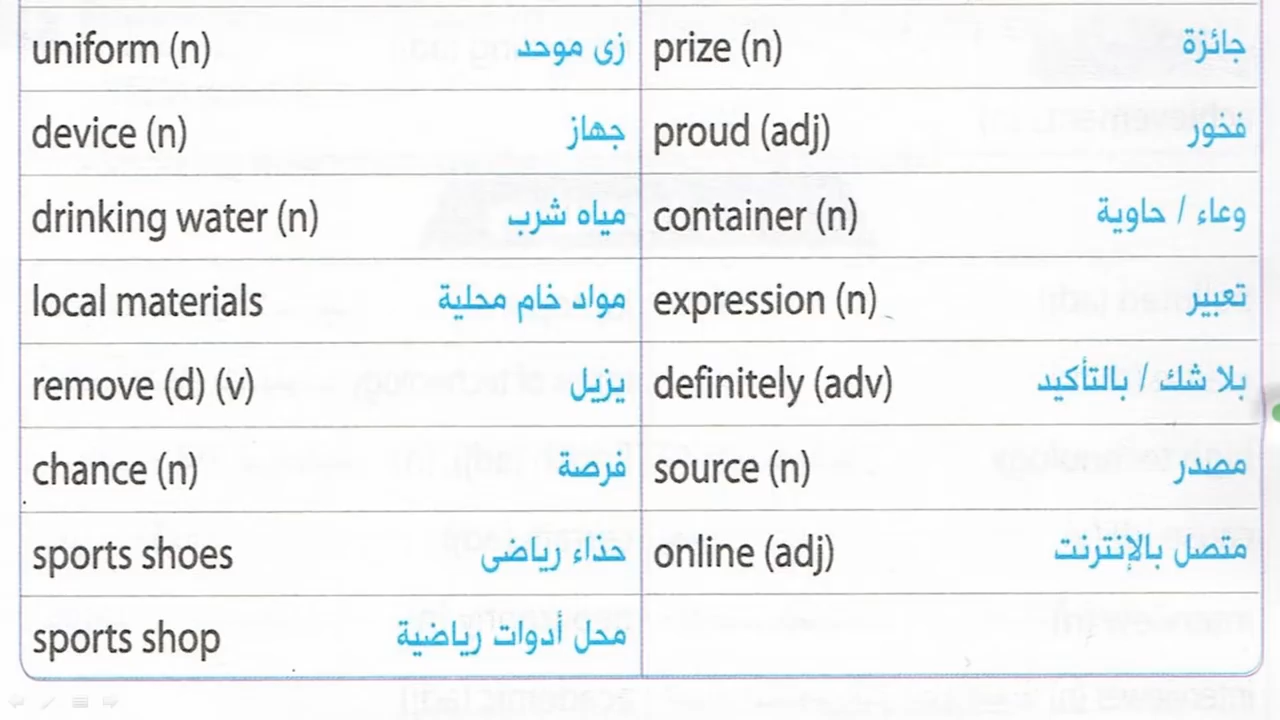 uniform (n) زى موحد prize (n) جائزة
device (n) جهاز proud (adj) فخور
drinking water (n) مياه شرب container (n) وعاء / حاوية
local materials مواد خام محلية expression (n) تعبير
remove (d) (v) يزيل definitely (adv) بلا شك / بالتأكيد
chance (n) فرصة source (n) مصدر
sports shoes حذاء رياضى online (adj) متصل بالإنترنت
sports shop محل أدوات رياضية